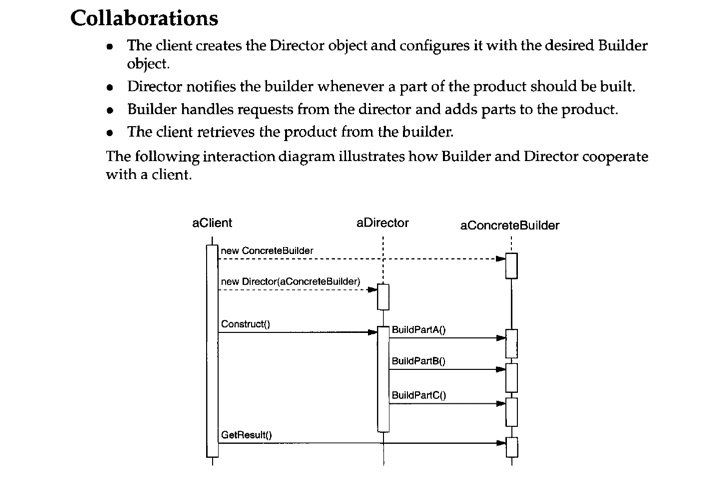 Collaborations
• The client creates the Director object and configures it with the desired Builder
object.
• Director notifies the builder whenever a part of the product should be built.
• Builder handles requests from the director and adds parts to the product.
• The client retrieves the product from the builder.
The following interaction diagram illustrates how Builder and Director cooperate
with a client.
aClient aDirector aConcreteBuilder
new ConcreteBuilder
new Director(aConcreteBuilder)
Construct()
BuildPartA()
BuildPartB()
BuildPartC()
GetResult()